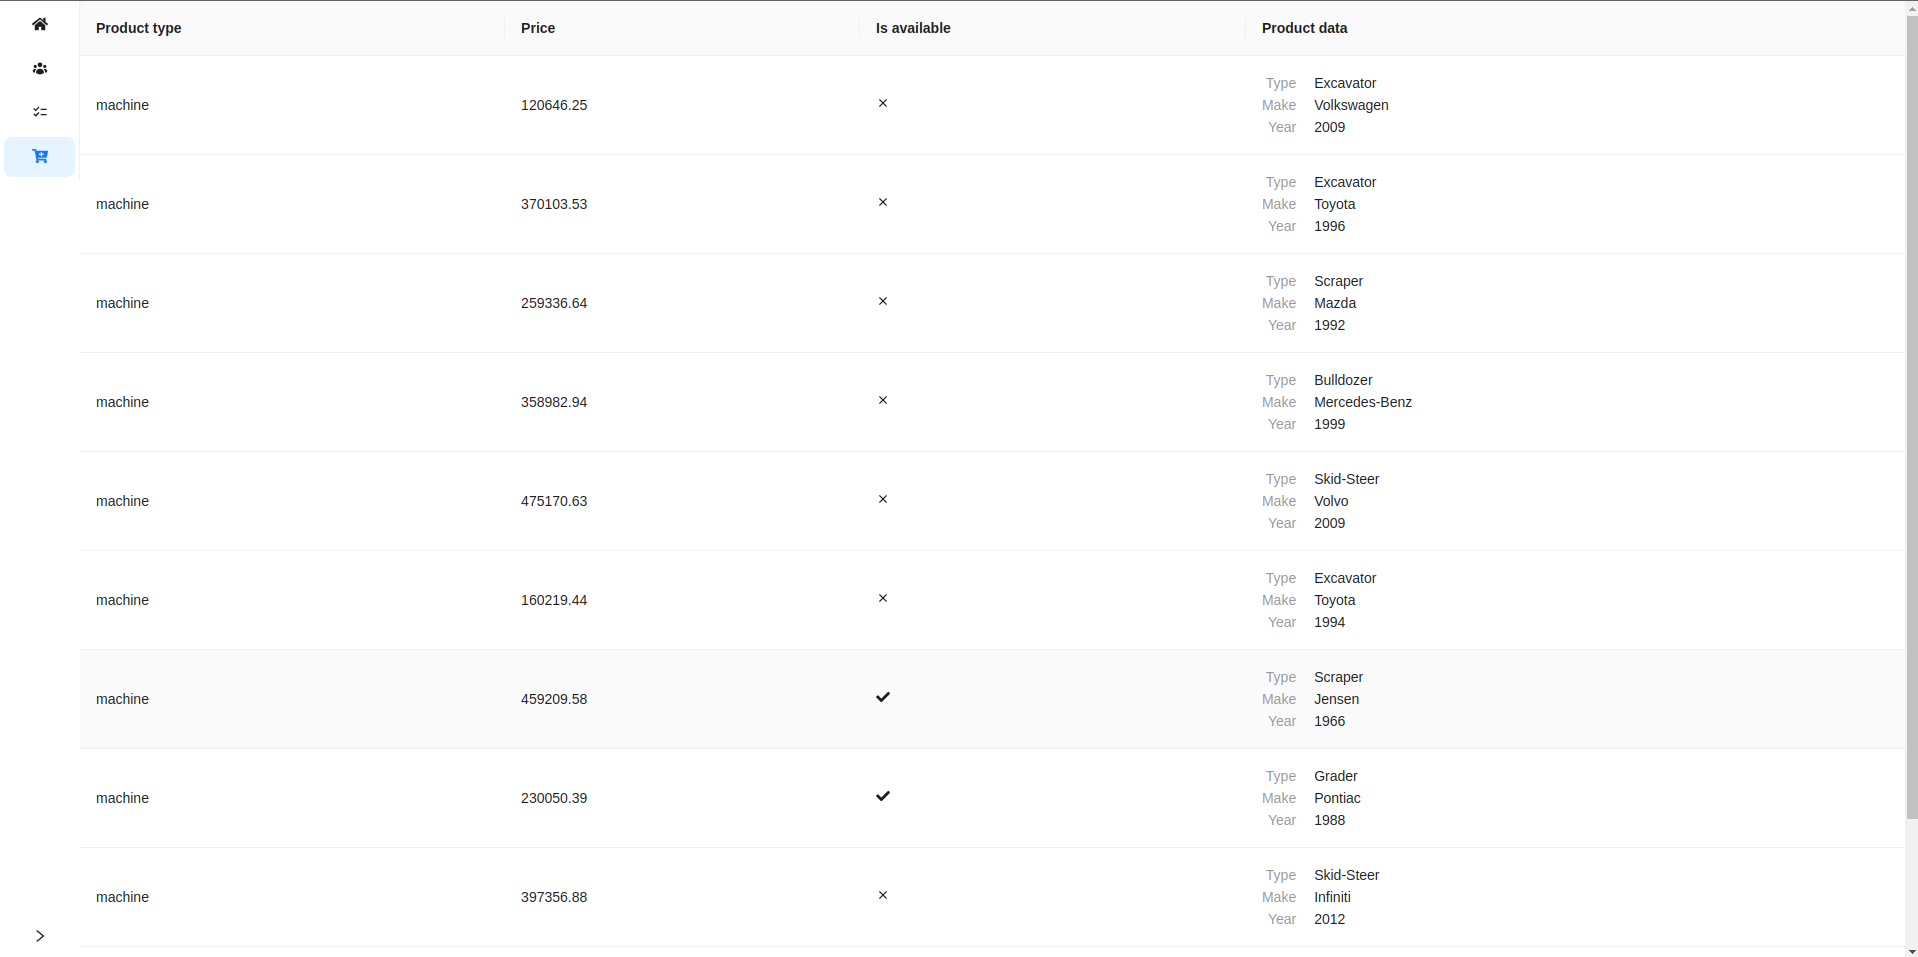 Product type Price Is available Product data
Type Excavator
machine 120646.25 Make Volkswagen
Year 2009
Type Excavator
machine 370103.53 Make Toyota
Year 1996
Type Scraper
machine 259336.64 Make Mazda
Year 1992
Type Bulldozer
machine 358982.94 Make Mercedes-Benz
Year 1999
Type Skid-Steer
machine 475170.63 Make Volvo
Year 2009
Type Excavator
machine 160219.44 Make Toyota
Year 1994
Type Scraper
machine 459209.58 Make Jensen
Year 1966
Type Grader
machine 230050.39 Make Pontiac
Year 1988
Type Skid-Steer
machine 397356.88 Make Infiniti
Year 2012